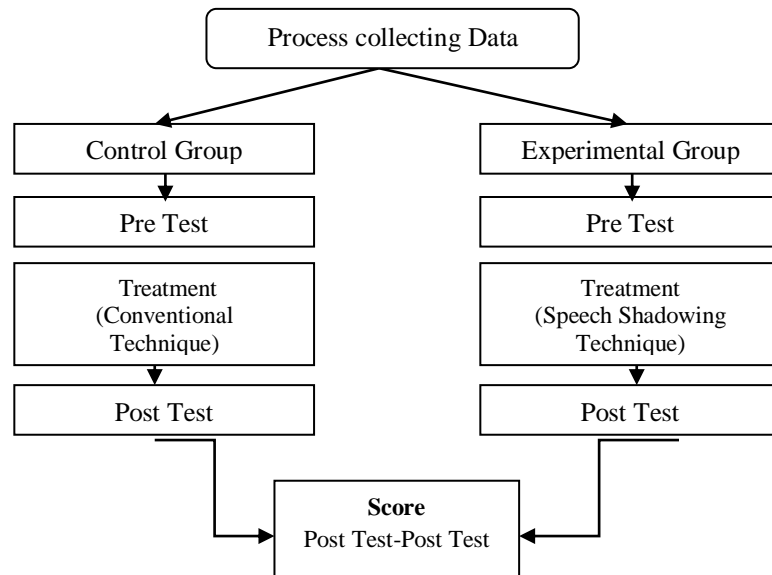 Process collecting Data
Control Group
Experimental Group
Pre Test
Pre Test
Treatment
(Conventional
Technique)
Treatment
(Speech Shadowing
Technique)
Post Test
Post Test
Score
Post Test-Post Test